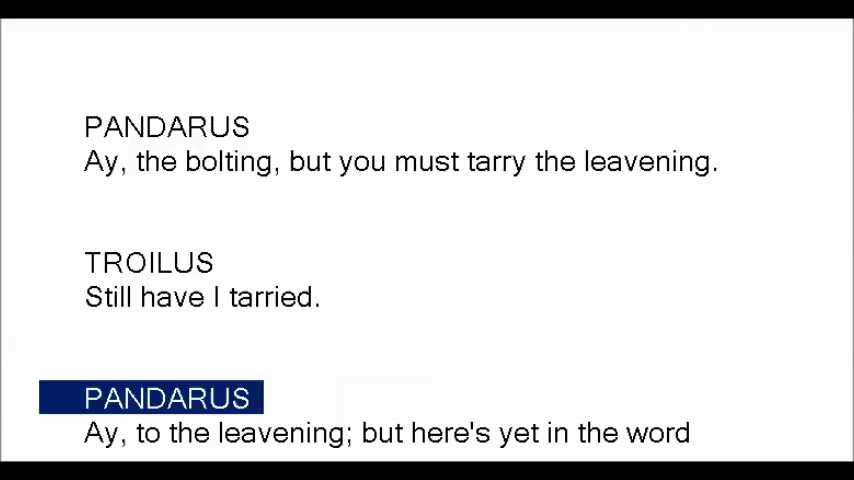 PANDARUS
Ay, the bolting, but you must tarry the leavening.
TROILUS
Still have I tarried.
PANDARUS
Ay, to the leavening; but here's yet in the word